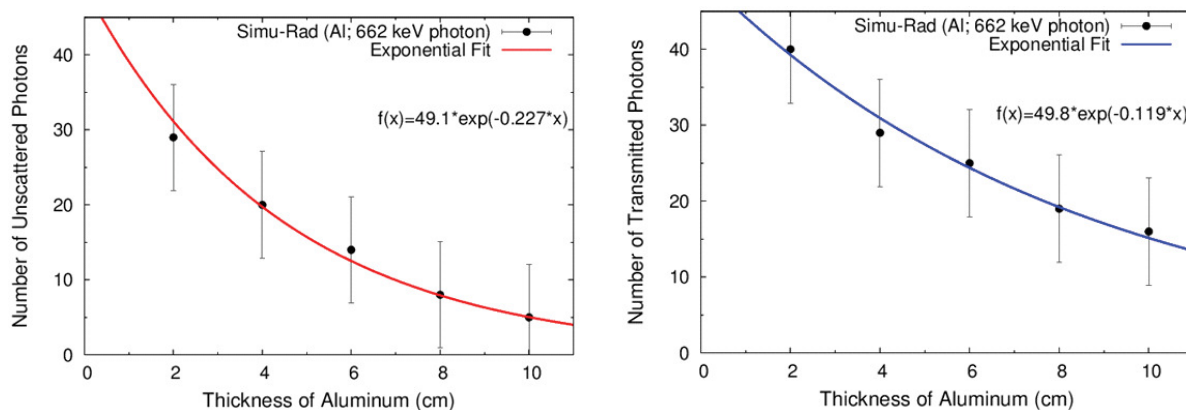 Number of Unscattered Photons
40
30
20
10
0
Simu-Rad (Al; 662 keV photon)
Exponential Fit
f(x)=49.1*exp(-0.227*x)
0 2 4 6 8 10
Thickness of Aluminum (cm)
Number of Transmitted Photons
40
30
20
10
0
Simu-Rad (Al; 662 keV photon)
Exponential Fit
f(x)=49.8*exp(-0.119*x)
0 2 4 6 8 10
Thickness of Aluminum (cm)